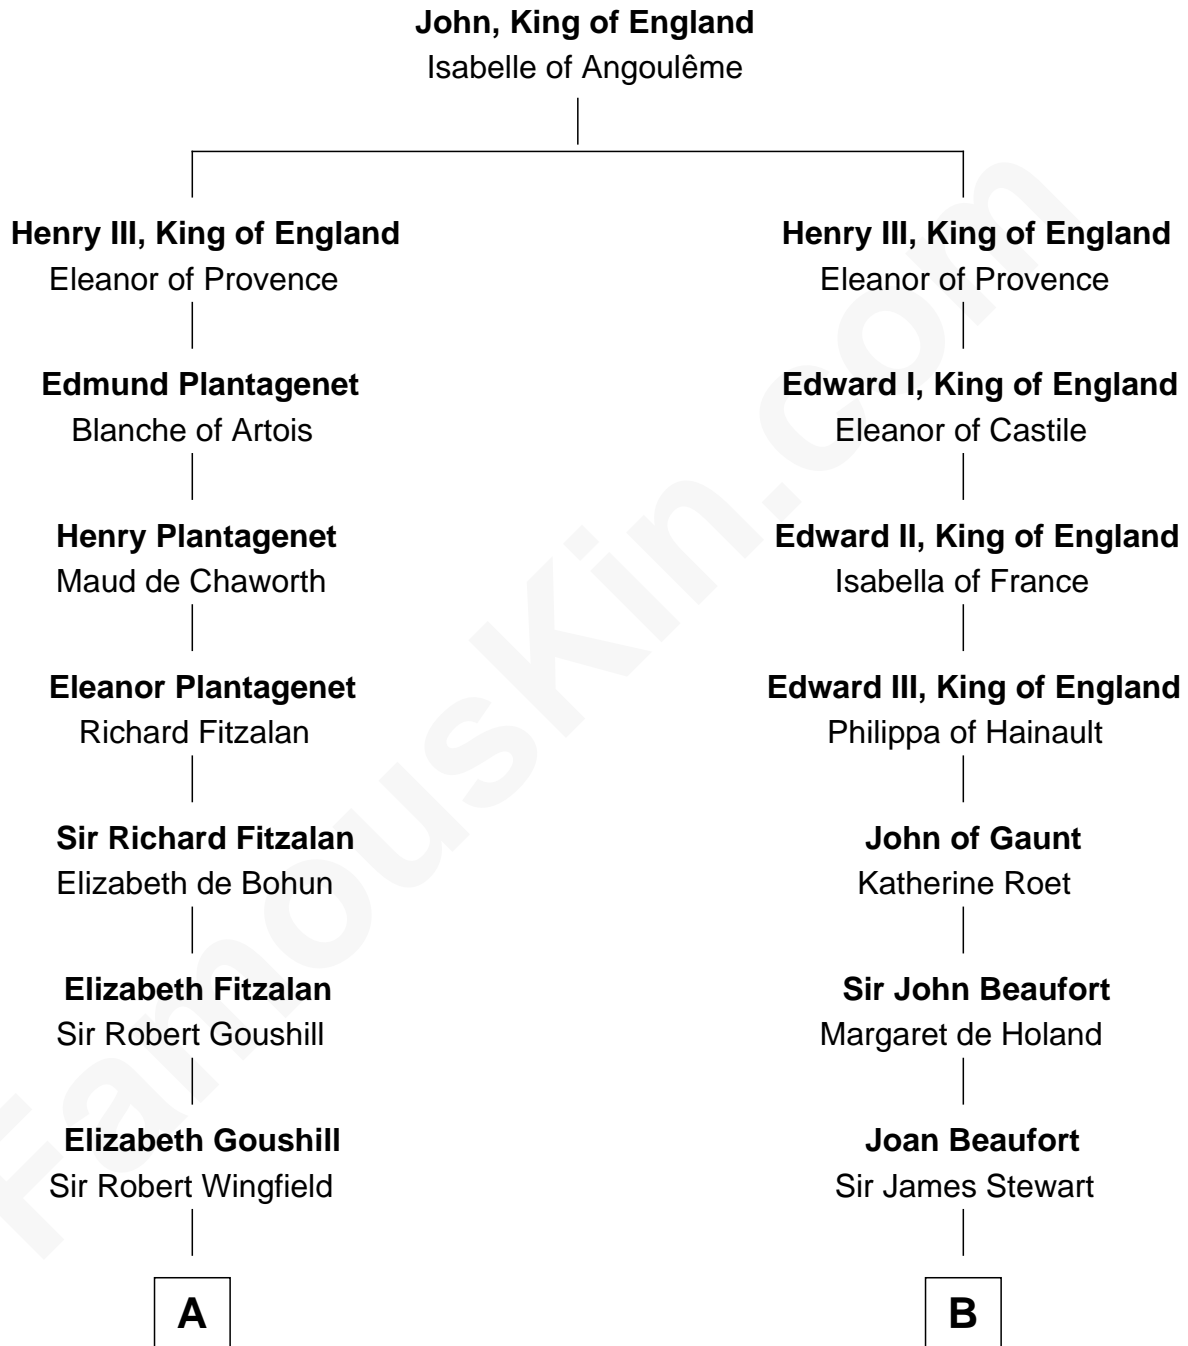 John, King of England
Isabelle of Angoulême
Henry III, King of England
Eleanor of Provence
Henry III, King of England
Eleanor of Provence
Edmund Plantagenet
Blanche of Artois
Edward I, King of England
Eleanor of Castile
Henry Plantagenet
Maud de Chaworth
Edward II, King of England
Isabella of France
Eleanor Plantagenet
Richard Fitzalan
Edward III, King of England
Philippa of Hainault
Sir Richard Fitzalan
Elizabeth de Bohun
John of Gaunt
Katherine Roet
Elizabeth Fitzalan
Sir Robert Goushill
Sir John Beaufort
Margaret de Holand
Elizabeth Goushill
Sir Robert Wingfield
Joan Beaufort
Sir James Stewart
A
B
FamousKin.com